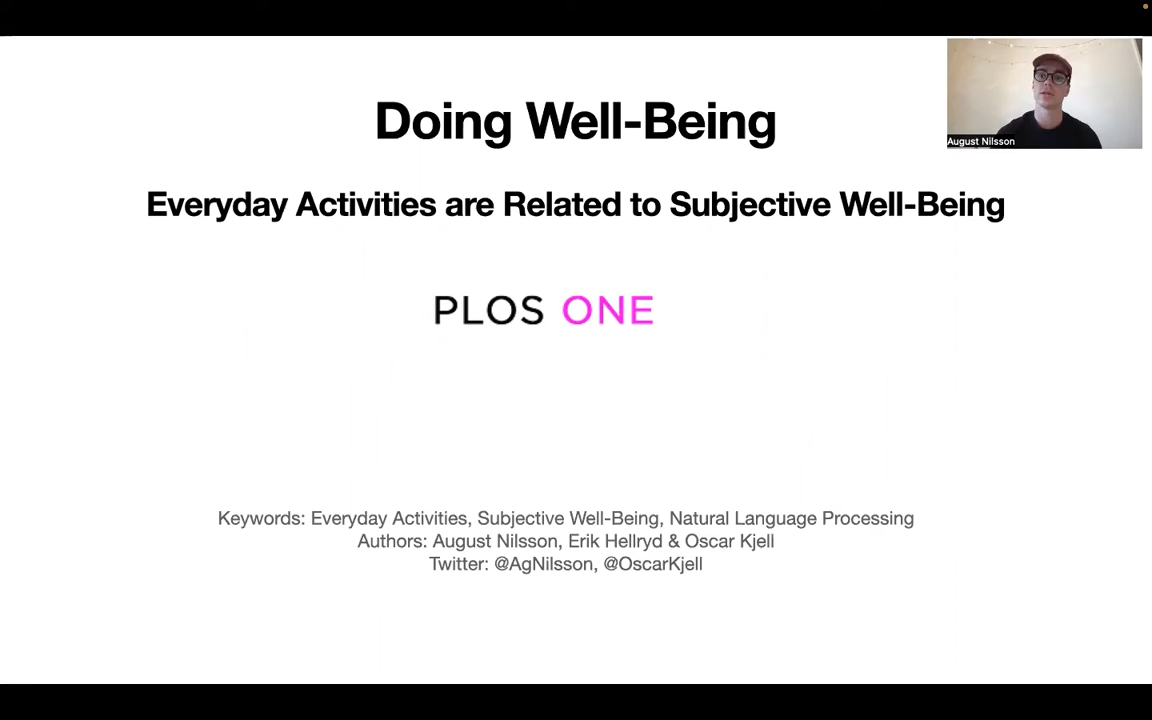 Doing Well-Being
August Nilsson
Everyday Activities are Related to Subjective Well-Being
PLOS ONE
Keywords: Everyday Activities, Subjective Well-Being, Natural Language Processing
Authors: August Nilsson, Erik Hellryd & Oscar Kjell
Twitter: @AgNilsson, @OscarKjell